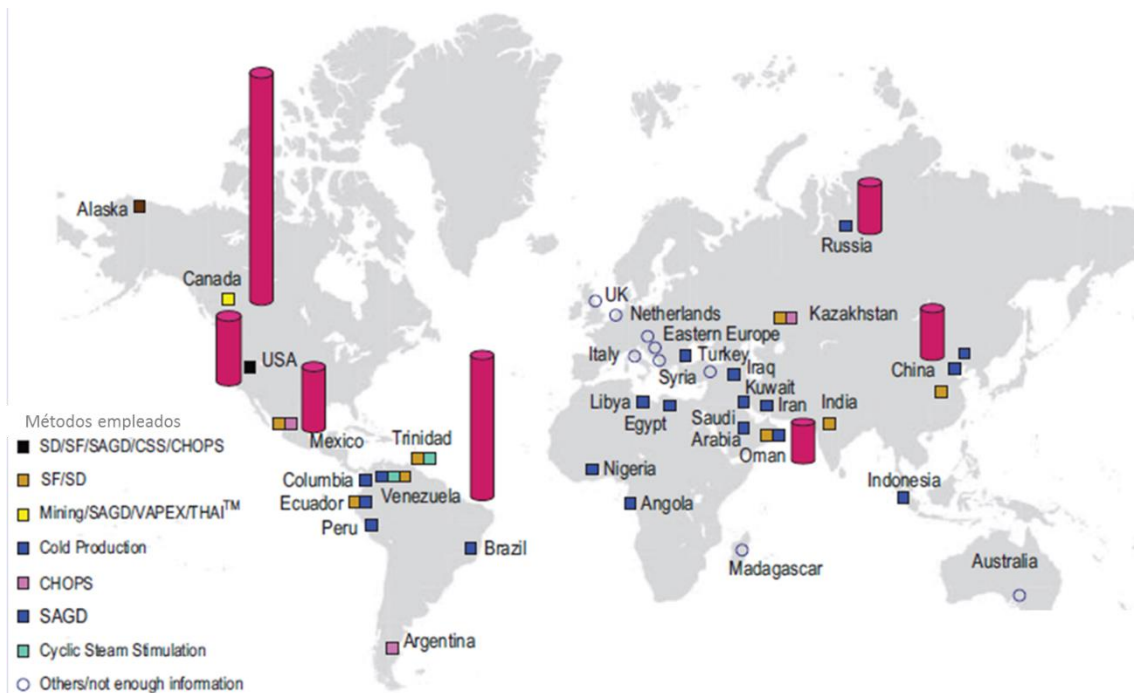 Alaska
Canada
USA
Mexico
Trinidad
Columbia
Venezuela
Ecuador
Peru
Brazil
Argentina
UK
Netherlands
Eastern Europe
Italy
Turkey
Syria
Iraq
Kuwait
Libya
Egypt
Saudi
Arabia
Iran
Oman
India
Kazakhstan
Russia
China
Nigeria
Angola
Madagascar
Indonesia
Australia
Métodos empleados
SD/SF/SAGD/CSS/CHOPS
SF/SD
Mining/SAGD/VAPEX/THAI™
Cold Production
CHOPS
SAGD
Cyclic Steam Stimulation
Others/not enough information